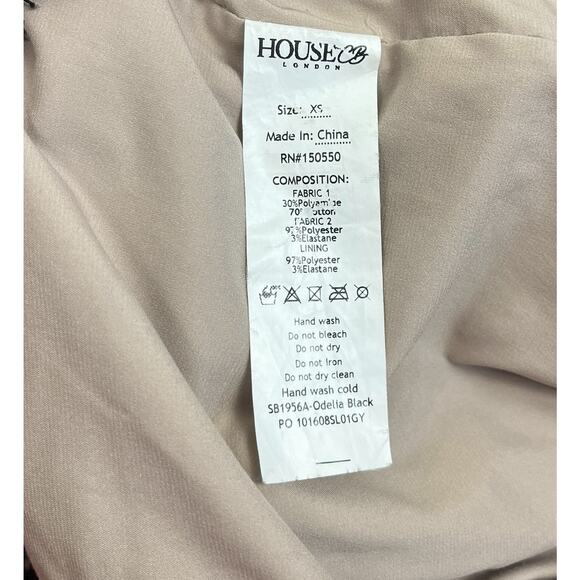 HOUSE OF CB
LONDON
Size: XS
Made In: China
RN#150550
COMPOSITION:
FABRIC 1
30%Polyamide
70%
FABRIC 2
97%Polyester
3%Elastane
LINING
97%Polyester
3%Elastane
Hand wash
Do not bleach
Do not dry
Do not Iron
Do not dry clean
Hand wash cold
SB1956A-Odelia Black
PO 101608SL01GY